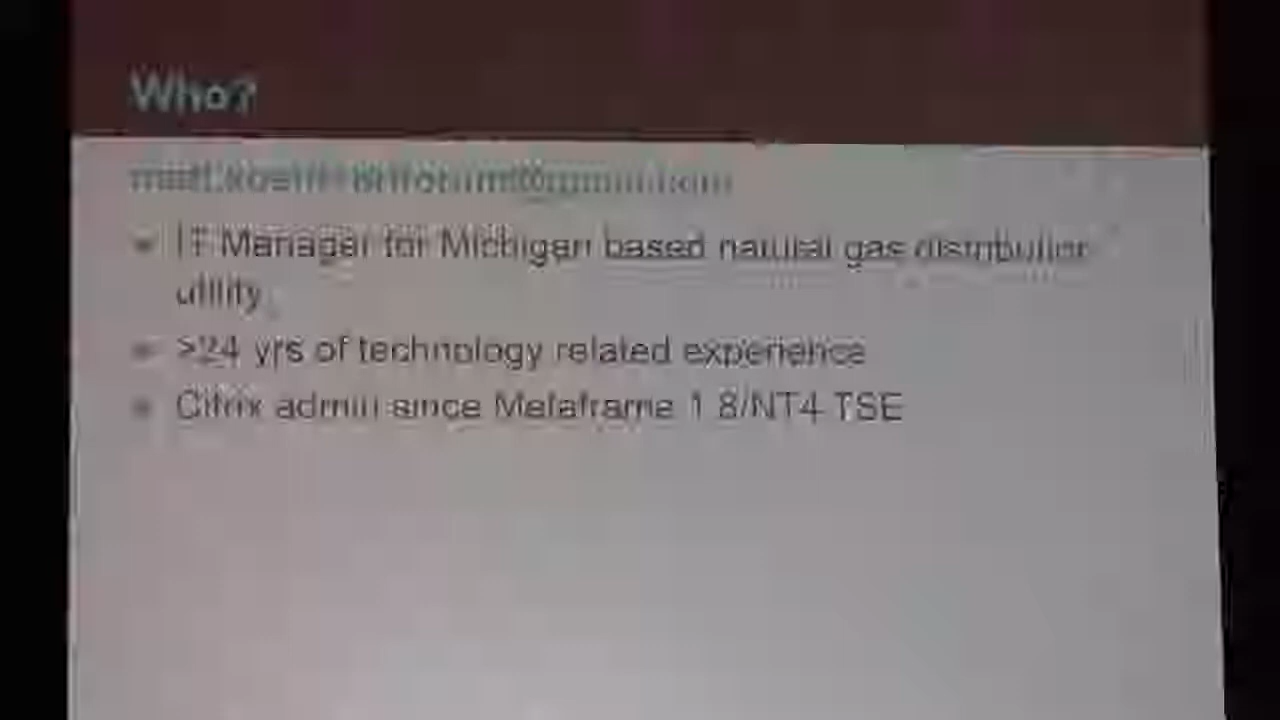 Who?
IT Manager for Michigan based natural gas distribution
utility
>24 yrs of technology related experience
Citrix admin since Metaframe 1.8/NT4 TSE